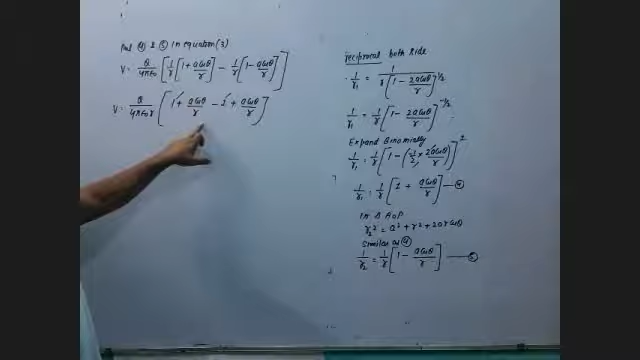 Put ④ & ⑤ in equation (3)
V = Q/4πε0 [ 1/r [ 1 + a cosθ/r ] - 1/r [ 1 - a cosθ/r ] ]
V = Q/4πε0r [ 1 + a cosθ/r - 1 + a cosθ/r ]
reciprocal both side
1/r1 = 1/r [ 1 - 2a cosθ/r ]^1/2
1/r1 = 1/r [ 1 - 2a cosθ/r ]^-1/2
Expand Binomially
1/r1 = 1/r [ 1 - ( -1/2 × 2a cosθ/r ) ]
1/r1 = 1/r [ 1 + a cosθ/r ] — ④
In Δ AOP
r2² = a² + r² + 2ar cosθ
Similar as ④
1/r2 = 1/r [ 1 - a cosθ/r ] — ⑤